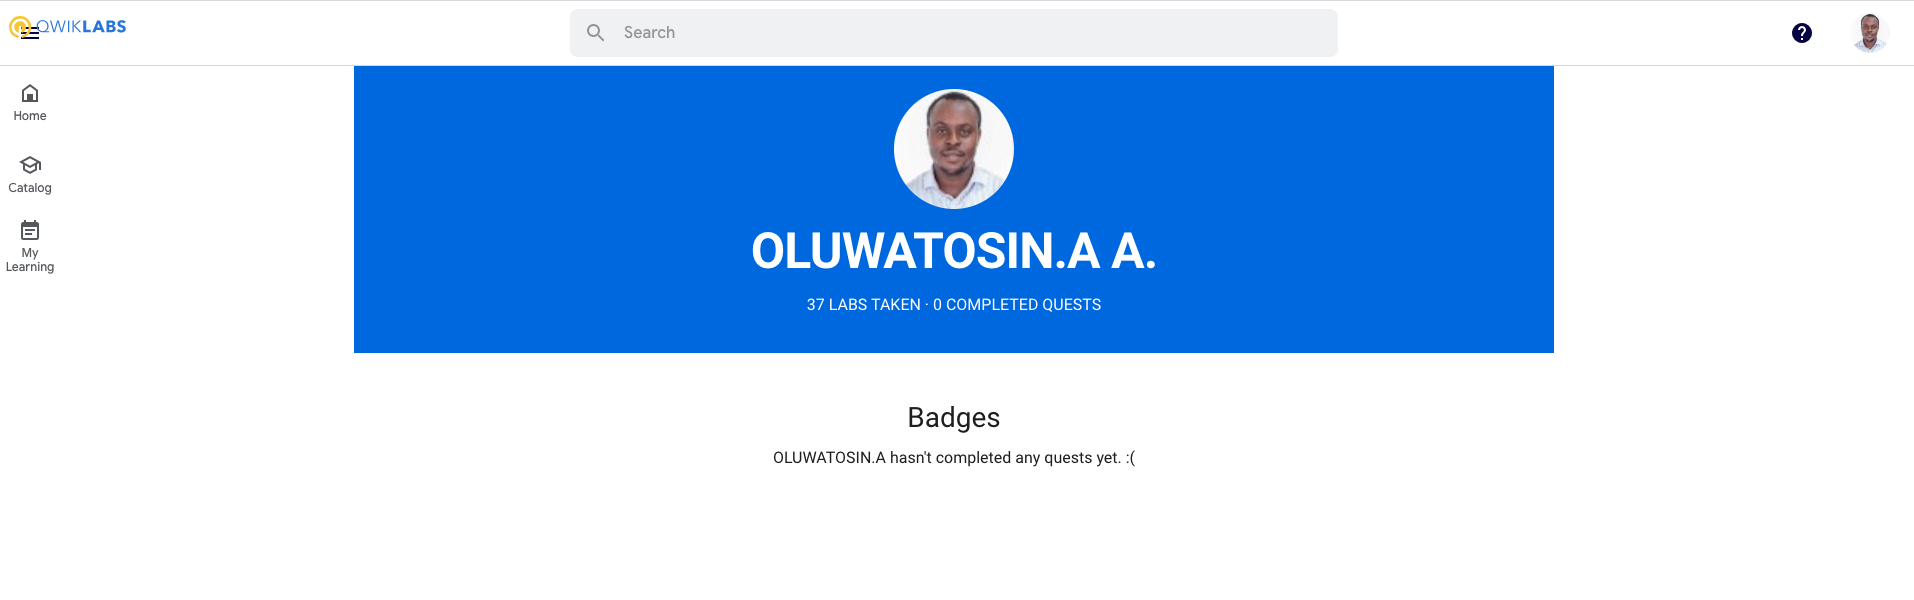 QWIKLABS
Search
Home
Catalog
My
Learning
OLUWATOSIN.A A.
37 LABS TAKEN · 0 COMPLETED QUESTS
Badges
OLUWATOSIN.A hasn't completed any quests yet. :(